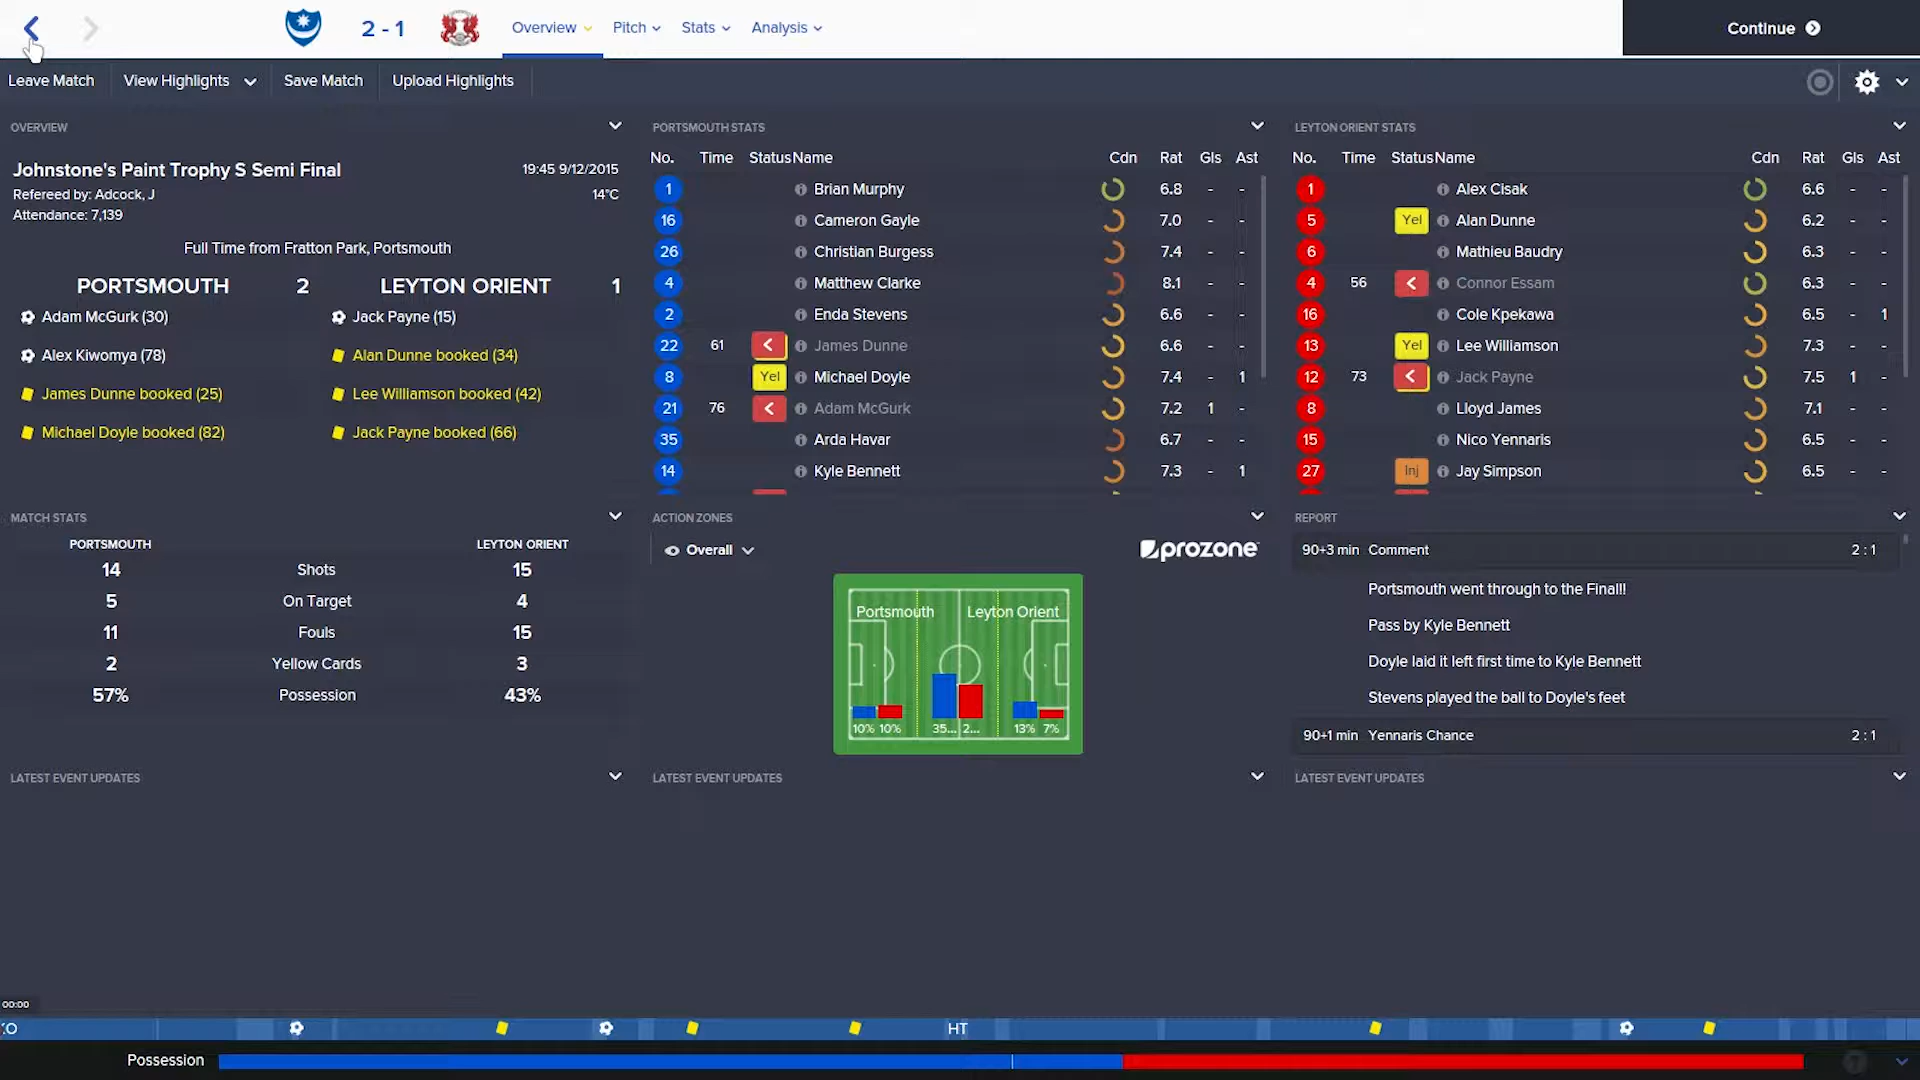 2 - 1
Overview
Pitch
Stats
Analysis
Continue
Leave Match
View Highlights
Save Match
Upload Highlights
OVERVIEW
Johnstone's Paint Trophy S Semi Final
19:45 9/12/2015
Refereed by: Adcock, J
14°C
Attendance: 7,139
Full Time from Fratton Park, Portsmouth
PORTSMOUTH 2 LEYTON ORIENT 1
Adam McGurk (30) Jack Payne (15)
Alex Kiwomya (78) Alan Dunne booked (34)
James Dunne booked (25) Lee Williamson booked (42)
Michael Doyle booked (82) Jack Payne booked (66)
PORTSMOUTH STATS
No. Time Status Name Cdn Rat Gls Ast
1 Brian Murphy 6.8 - -
16 Cameron Gayle 7.0 - -
26 Christian Burgess 7.4 - -
4 Matthew Clarke 8.1 - -
2 Enda Stevens 6.6 - -
22 61 James Dunne 6.6 - -
8 Yel Michael Doyle 7.4 - 1
21 76 Adam McGurk 7.2 1 -
35 Arda Havar 6.7 - -
14 Kyle Bennett 7.3 - 1
LEYTON ORIENT STATS
No. Time Status Name Cdn Rat Gls Ast
1 Alex Cisak 6.6 - -
5 Yel Alan Dunne 6.2 - -
6 Mathieu Baudry 6.3 - -
4 56 Connor Essam 6.3 - -
16 Cole Kpekawa 6.5 - 1
13 Yel Lee Williamson 7.3 - -
12 73 Jack Payne 7.5 1 -
8 Lloyd James 7.1 - -
15 Nico Yennaris 6.5 - -
27 Inj Jay Simpson 6.5 - -
MATCH STATS
PORTSMOUTH LEYTON ORIENT
14 Shots 15
5 On Target 4
11 Fouls 15
2 Yellow Cards 3
57% Possession 43%
ACTION ZONES
Overall
prozone
Portsmouth Leyton Orient
10% 10% 35... 2... 13% 7%
REPORT
90+3 min Comment 2 : 1
Portsmouth went through to the Final!!
Pass by Kyle Bennett
Doyle laid it left first time to Kyle Bennett
Stevens played the ball to Doyle's feet
90+1 min Yennaris Chance 2 : 1
LATEST EVENT UPDATES
LATEST EVENT UPDATES
LATEST EVENT UPDATES
00:00
HT
Possession